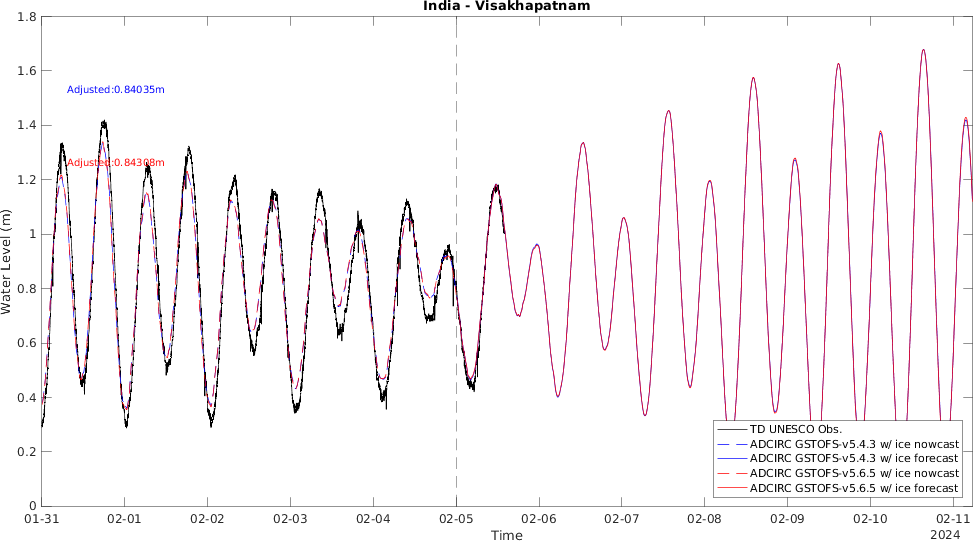 India - Visakhapatnam
1.8
1.6
1.4
1.2
1
0.8
0.6
0.4
0.2
0
Water Level (m)
Adjusted:0.84035m
Adjusted:0.84308m
TD UNESCO Obs.
ADCIRC GSTOFS-v5.4.3 w/ ice nowcast
ADCIRC GSTOFS-v5.4.3 w/ ice forecast
ADCIRC GSTOFS-v5.6.5 w/ ice nowcast
ADCIRC GSTOFS-v5.6.5 w/ ice forecast
01-31 02-01 02-02 02-03 02-04 02-05 02-06 02-07 02-08 02-09 02-10 02-11
Time
2024